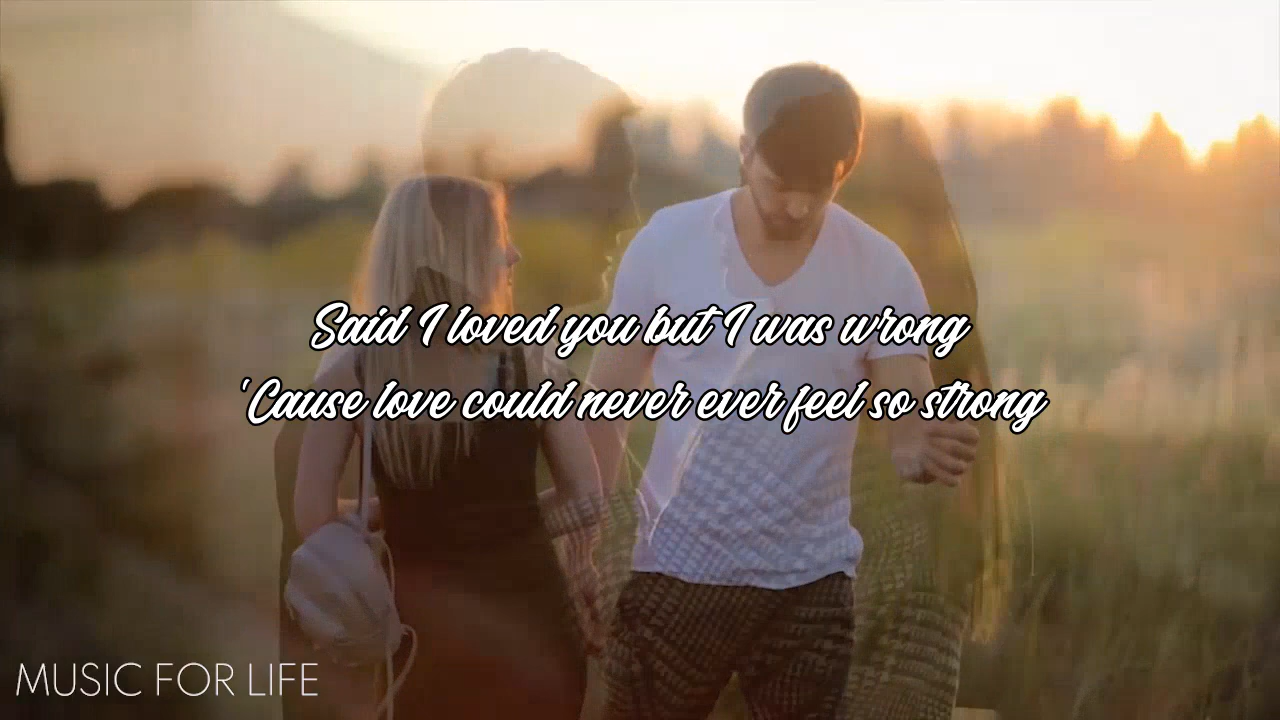 Said I loved you but I was wrong
'Cause love could never ever feel so strong
MUSIC FOR LIFE